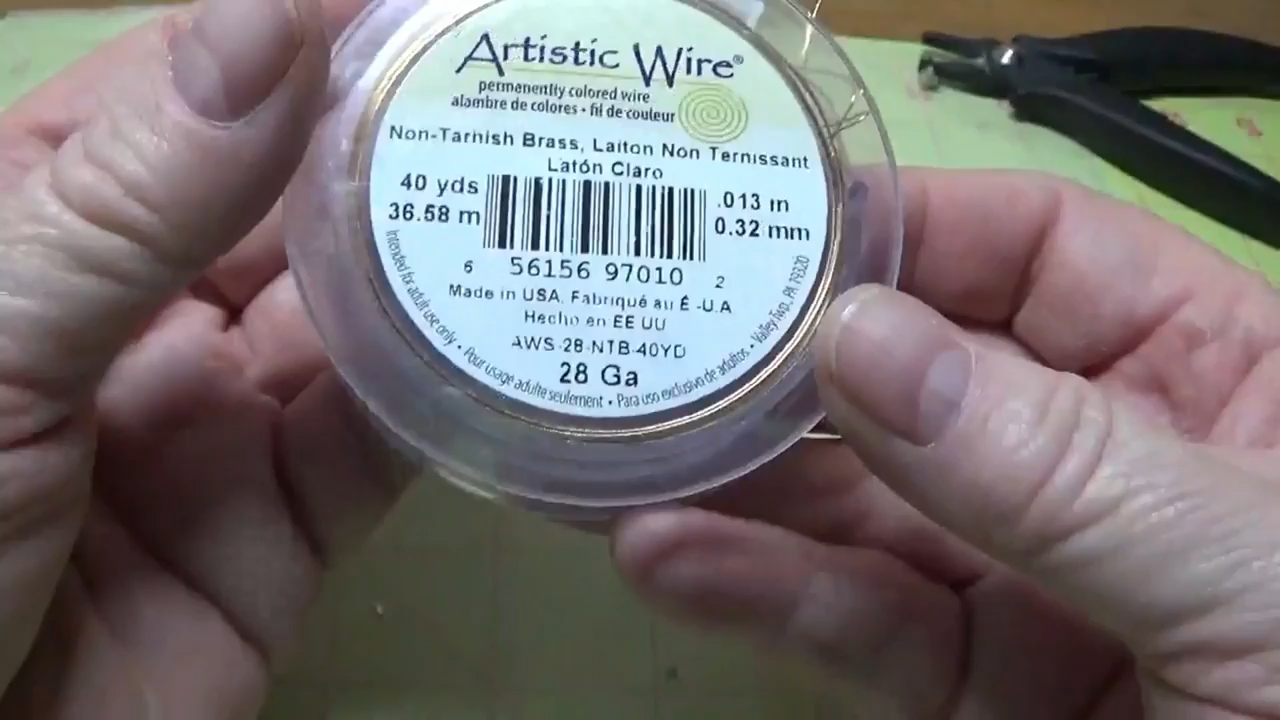 Artistic Wire®
permanently colored wire
alambre de colores • fil de couleur
Non-Tarnish Brass, Laiton Non Ternissant
Latón Claro
40 yds
36.58 m
.013 in
0.32 mm
6 56156 97010 2
Made in USA, Fabriqué au É-U.A
Hecho en EE UU
AWS-28-NTB-40YD
28 Ga
Intended for adult use only • Pour usage adulte seulement • Para uso exclusivo de adultos • Valley Twp., PA 19320